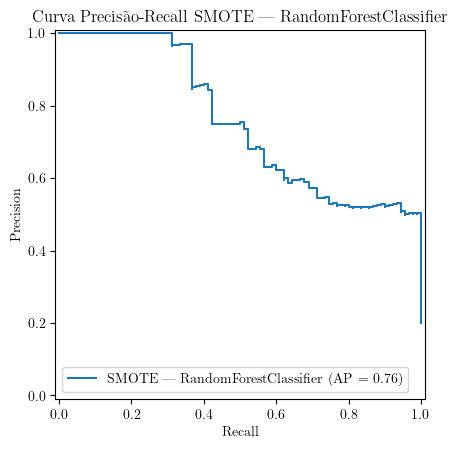 Curva Precisão-Recall SMOTE — RandomForestClassifier
1.0
0.8
0.6
0.4
0.2
0.0
Precision
SMOTE — RandomForestClassifier (AP = 0.76)
0.0 0.2 0.4 0.6 0.8 1.0
Recall